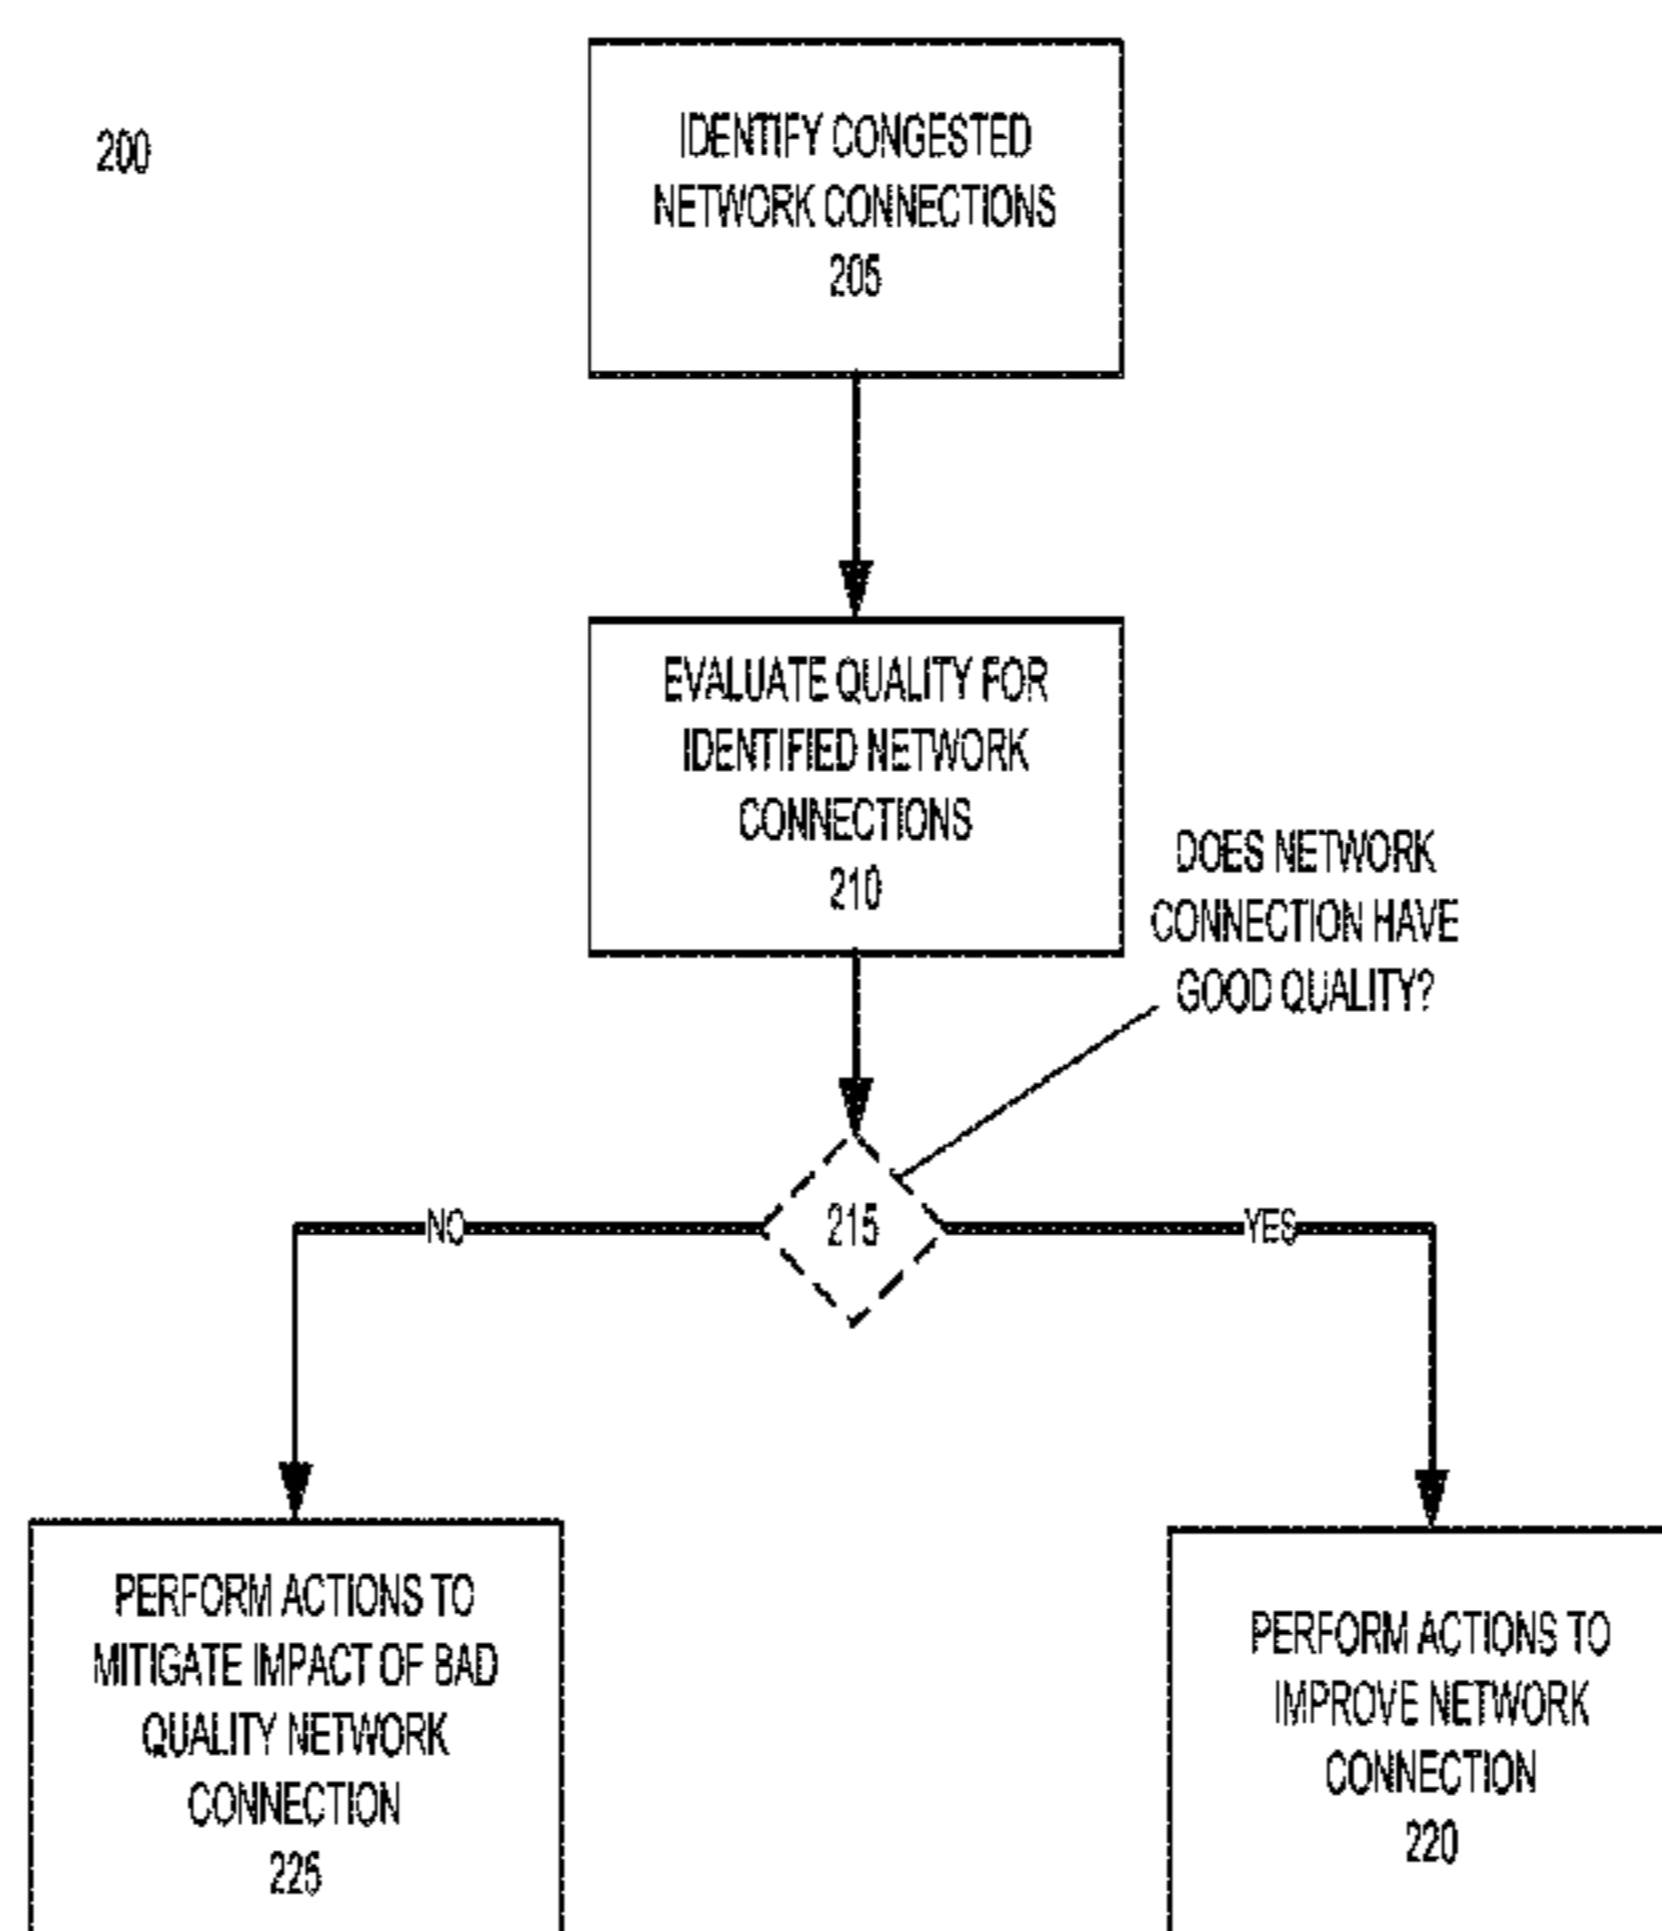 200
IDENTIFY CONGESTED
NETWORK CONNECTIONS
205
EVALUATE QUALITY FOR
IDENTIFIED NETWORK
CONNECTIONS
210
DOES NETWORK
CONNECTION HAVE
GOOD QUALITY?
215
NO
YES
PERFORM ACTIONS TO
MITIGATE IMPACT OF BAD
QUALITY NETWORK
CONNECTION
225
PERFORM ACTIONS TO
IMPROVE NETWORK
CONNECTION
220